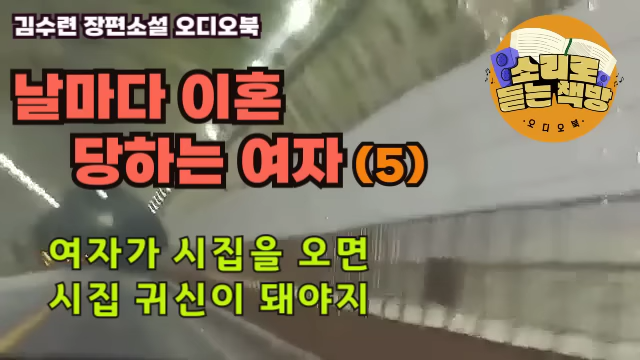 김수련 장편소설 오디오북
날마다 이혼
당하는 여자 (5)
여자가 시집을 오면
시집 귀신이 돼야지
소리로
듣는 책방
·오디오북·